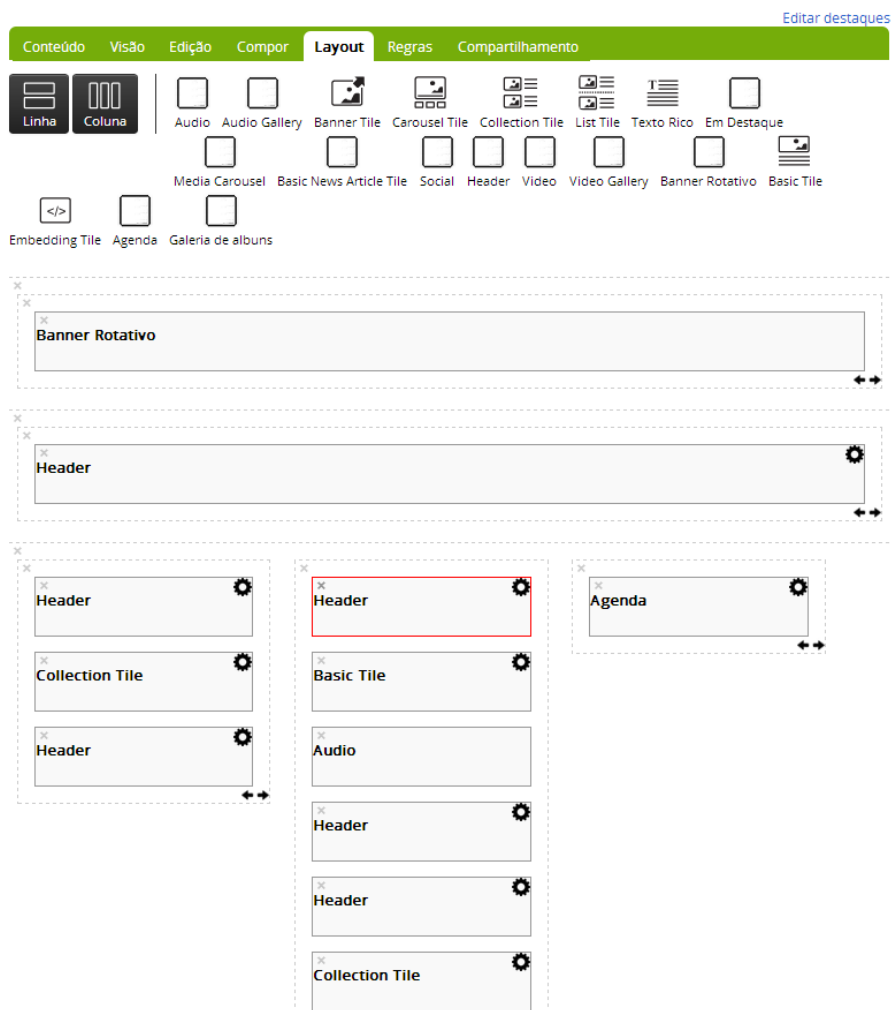 Editar destaques
Conteúdo Visão Edição Compor Layout Regras Compartilhamento
Linha Coluna Audio Audio Gallery Banner Tile Carousel Tile Collection Tile List Tile Texto Rico Em Destaque
Media Carousel Basic News Article Tile Social Header Video Video Gallery Banner Rotativo Basic Tile
</>
Embedding Tile Agenda Galeria de albuns
Banner Rotativo
Header
Header Header Agenda
Collection Tile Basic Tile
Header Audio
Header
Header
Collection Tile